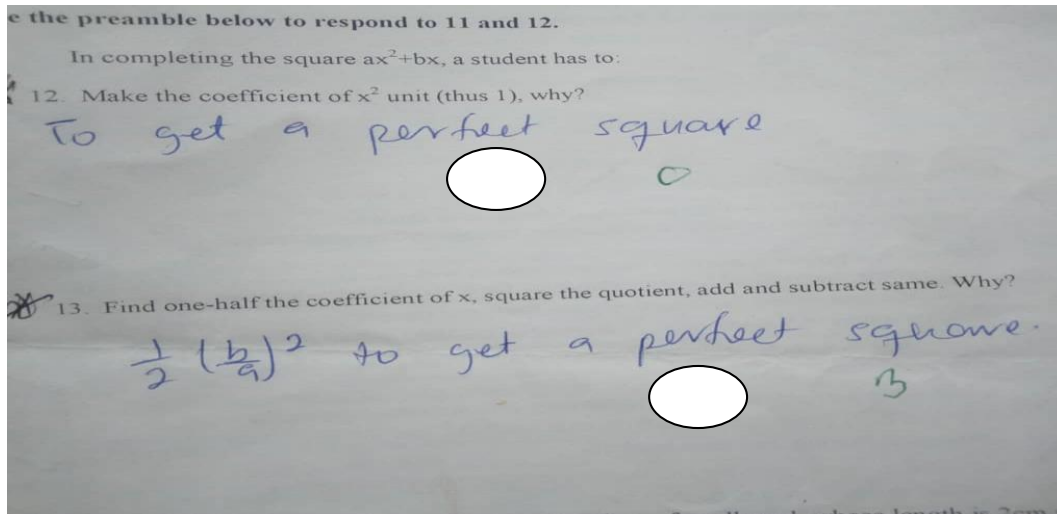 e the preamble below to respond to 11 and 12.
In completing the square ax²+bx, a student has to:
12. Make the coefficient of x² unit (thus 1), why?
To get a perfect square
0
13. Find one-half the coefficient of x, square the quotient, add and subtract same. Why?
½ (b/a)² to get a perfect square.